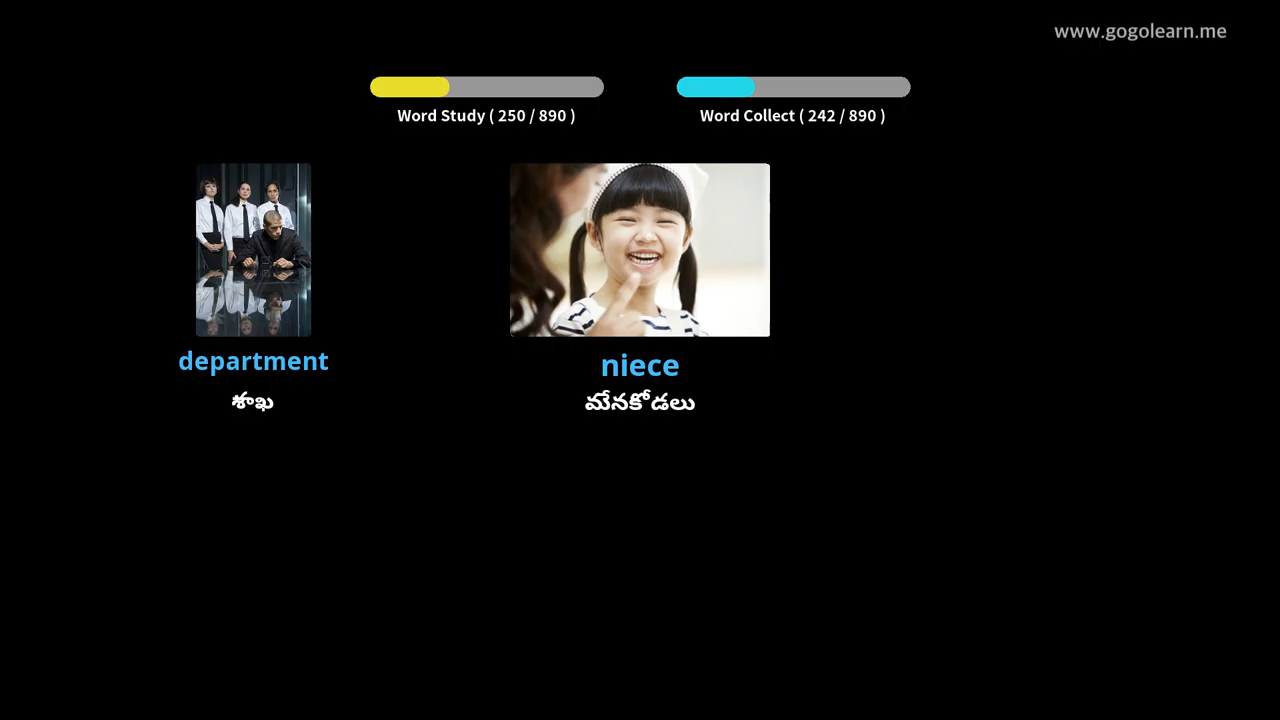 www.gogolearn.me
Word Study ( 250 / 890 )
Word Collect ( 242 / 890 )
department
niece
శాఖ
మేనకోడలు